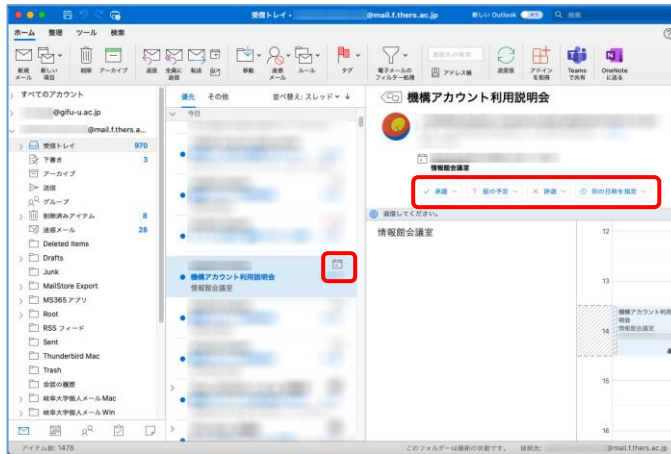 受信トレイ •
@mail.f.thers.ac.jp
新しい Outlook
検索
ホーム 整理 ツール 検索
新規メール
新しい項目
削除
アーカイブ
返信
全員に返信
転送
移動
迷惑メール
ルール
タグ
電子メールのフィルター処理
連絡先の検索
アドレス帳
送受信
アドインを取得
Teamsで共有
OneNoteに送る
すべてのアカウント
@gifu-u.ac.jp
@mail.f.thers.a...
受信トレイ 970
下書き 3
アーカイブ
送信
グループ
削除済みアイテム 8
迷惑メール 28
Deleted Items
Drafts
Junk
MailStore Export
MS365 アプリ
Root
RSS フィード
Sent
Thunderbird Mac
Trash
会話の履歴
岐阜大学個人メール Mac
岐阜大学個人メール Win
優先 その他 並べ替え: スレッド
今日
機構アカウント利用説明会
情報館会議室
機構アカウント利用説明会
情報館会議室
承諾 ? 仮の予定 辞退 別の日時を指定
返信してください。
情報館会議室
12
13
機構アカウント利用
明会
情報館会議室
14
15
16
アイテム数: 1478
このフォルダーは最新の状態です。
接続先:
@mail.f.thers.ac.jp